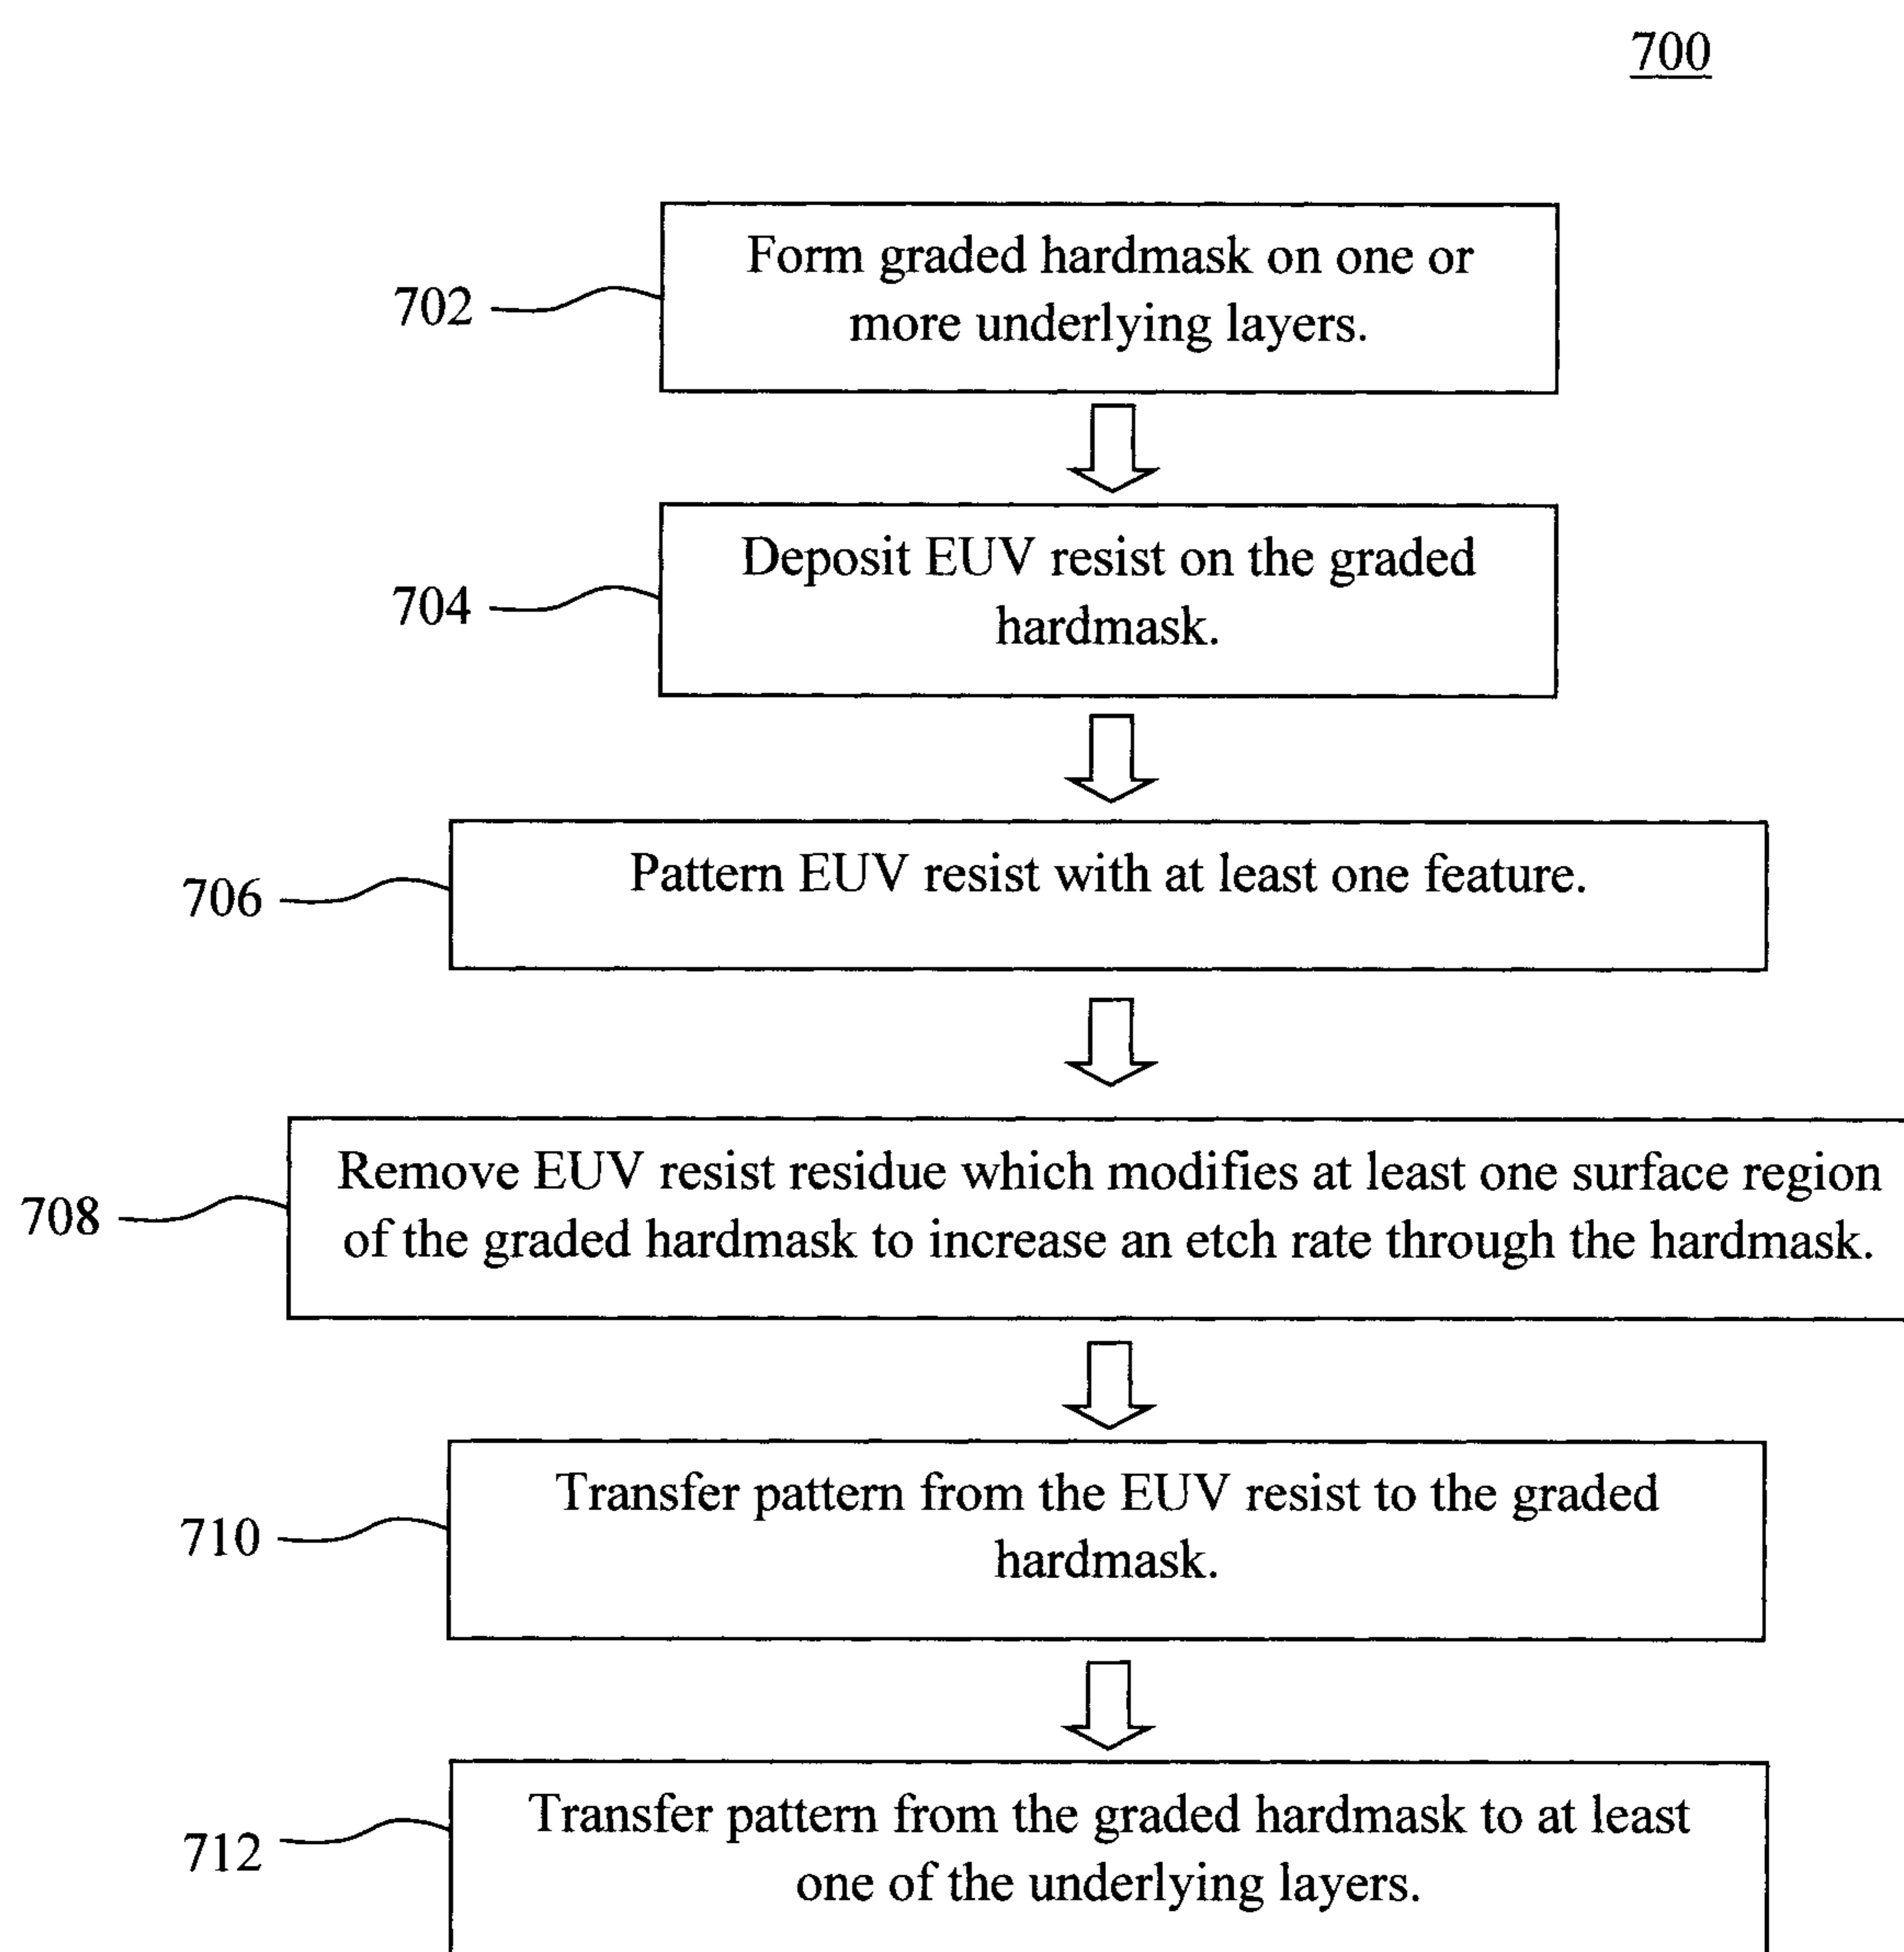 700
702
Form graded hardmask on one or
more underlying layers.
704
Deposit EUV resist on the graded
hardmask.
706
Pattern EUV resist with at least one feature.
708
Remove EUV resist residue which modifies at least one surface region
of the graded hardmask to increase an etch rate through the hardmask.
710
Transfer pattern from the EUV resist to the graded
hardmask.
712
Transfer pattern from the graded hardmask to at least
one of the underlying layers.